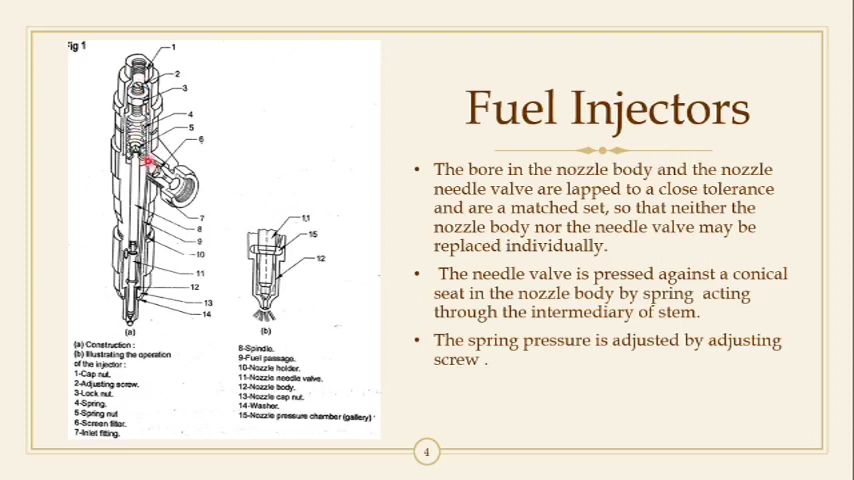 Fig 1
1
2
3
4
5
6
7
8
9
10
11
12
13
14
(a)
11
15
12
(b)
(a) Construction :
(b) Illustrating the operation
of the injector :
1-Cap nut.
2-Adjusting screw.
3-Lock nut.
4-Spring.
5-Spring nut
6-Screen filter.
7-Inlet fitting.
8-Spindle.
9-Fuel passage.
10-Nozzle holder.
11-Nozzle needle valve.
12-Nozzle body.
13-Nozzle cap nut.
14-Washer.
15-Nozzle pressure chamber (gallery)
Fuel Injectors
• The bore in the nozzle body and the nozzle
needle valve are lapped to a close tolerance
and are a matched set, so that neither the
nozzle body nor the needle valve may be
replaced individually.
• The needle valve is pressed against a conical
seat in the nozzle body by spring acting
through the intermediary of stem.
• The spring pressure is adjusted by adjusting
screw .
4